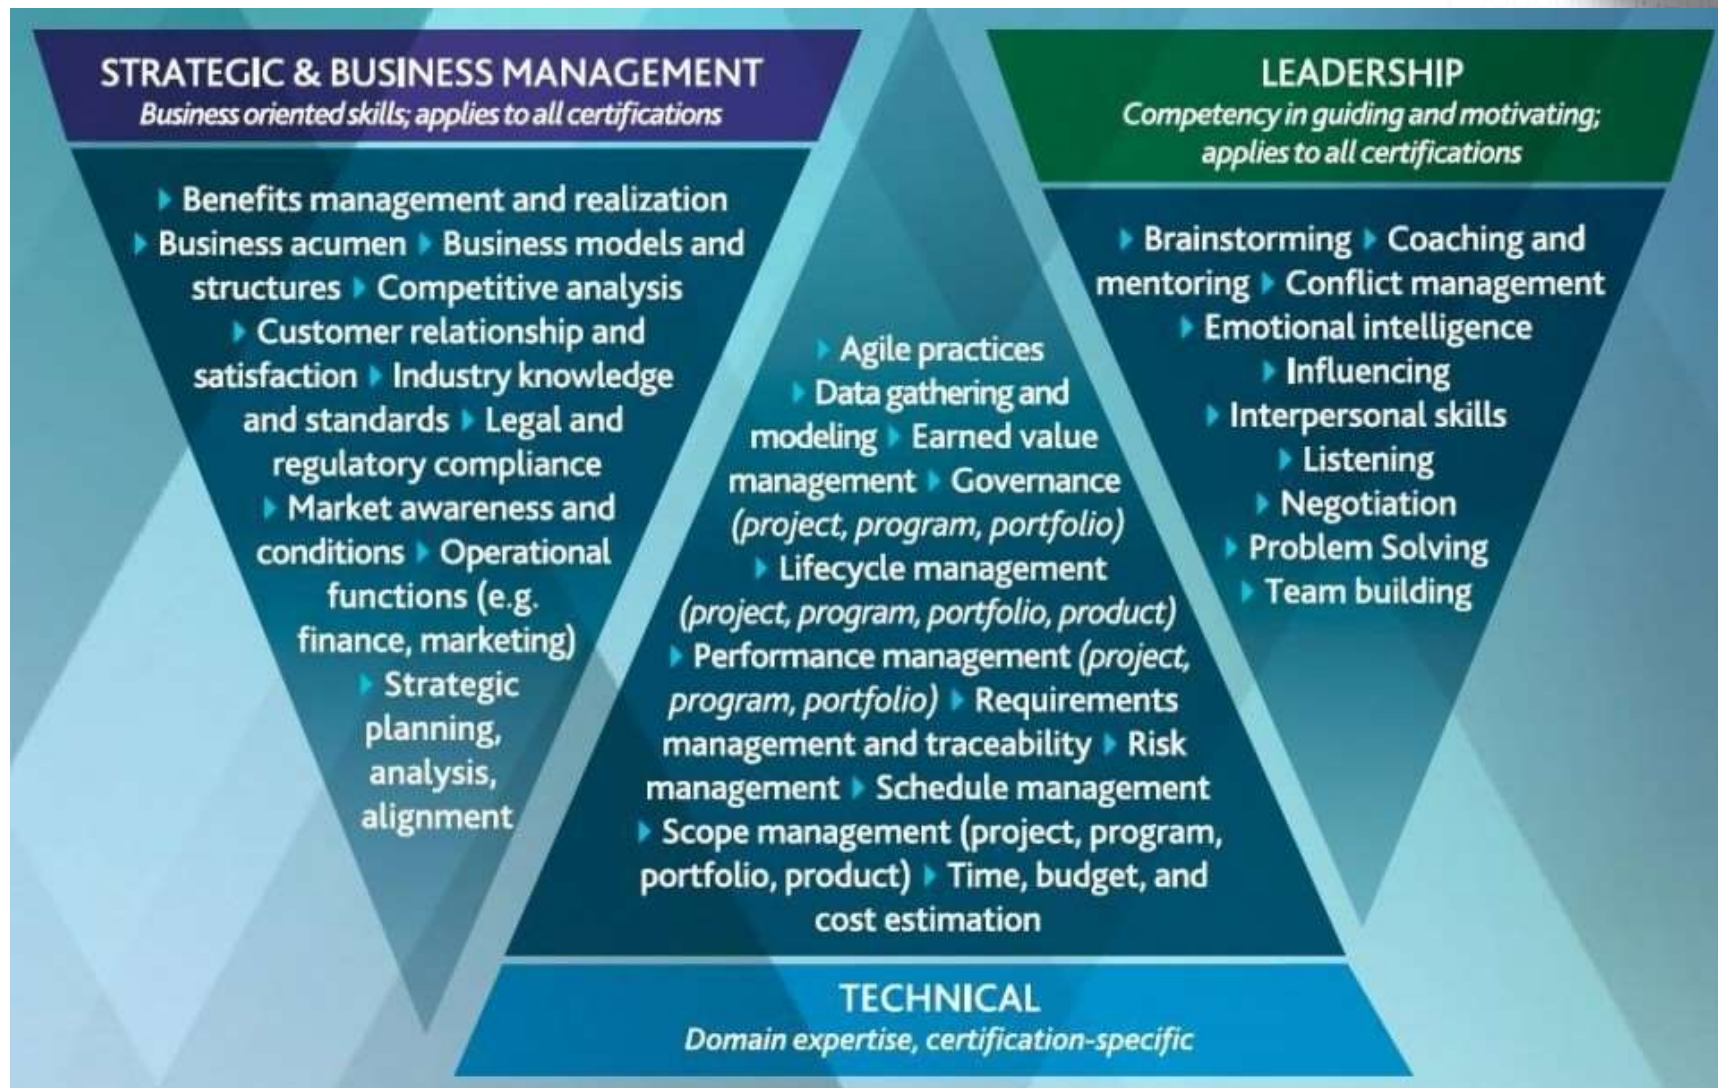 STRATEGIC & BUSINESS MANAGEMENT
Business oriented skills; applies to all certifications
Benefits management and realization
Business acumen Business models and
structures Competitive analysis
Customer relationship and
satisfaction Industry knowledge
and standards Legal and
regulatory compliance
Market awareness and
conditions Operational
functions (e.g.
finance, marketing)
Strategic
planning,
analysis,
alignment
Agile practices
Data gathering and
modeling Earned value
management Governance
(project, program, portfolio)
Lifecycle management
(project, program, portfolio, product)
Performance management (project,
program, portfolio) Requirements
management and traceability Risk
management Schedule management
Scope management (project, program,
portfolio, product) Time, budget, and
cost estimation
TECHNICAL
Domain expertise, certification-specific
LEADERSHIP
Competency in guiding and motivating;
applies to all certifications
Brainstorming Coaching and
mentoring Conflict management
Emotional intelligence
Influencing
Interpersonal skills
Listening
Negotiation
Problem Solving
Team building